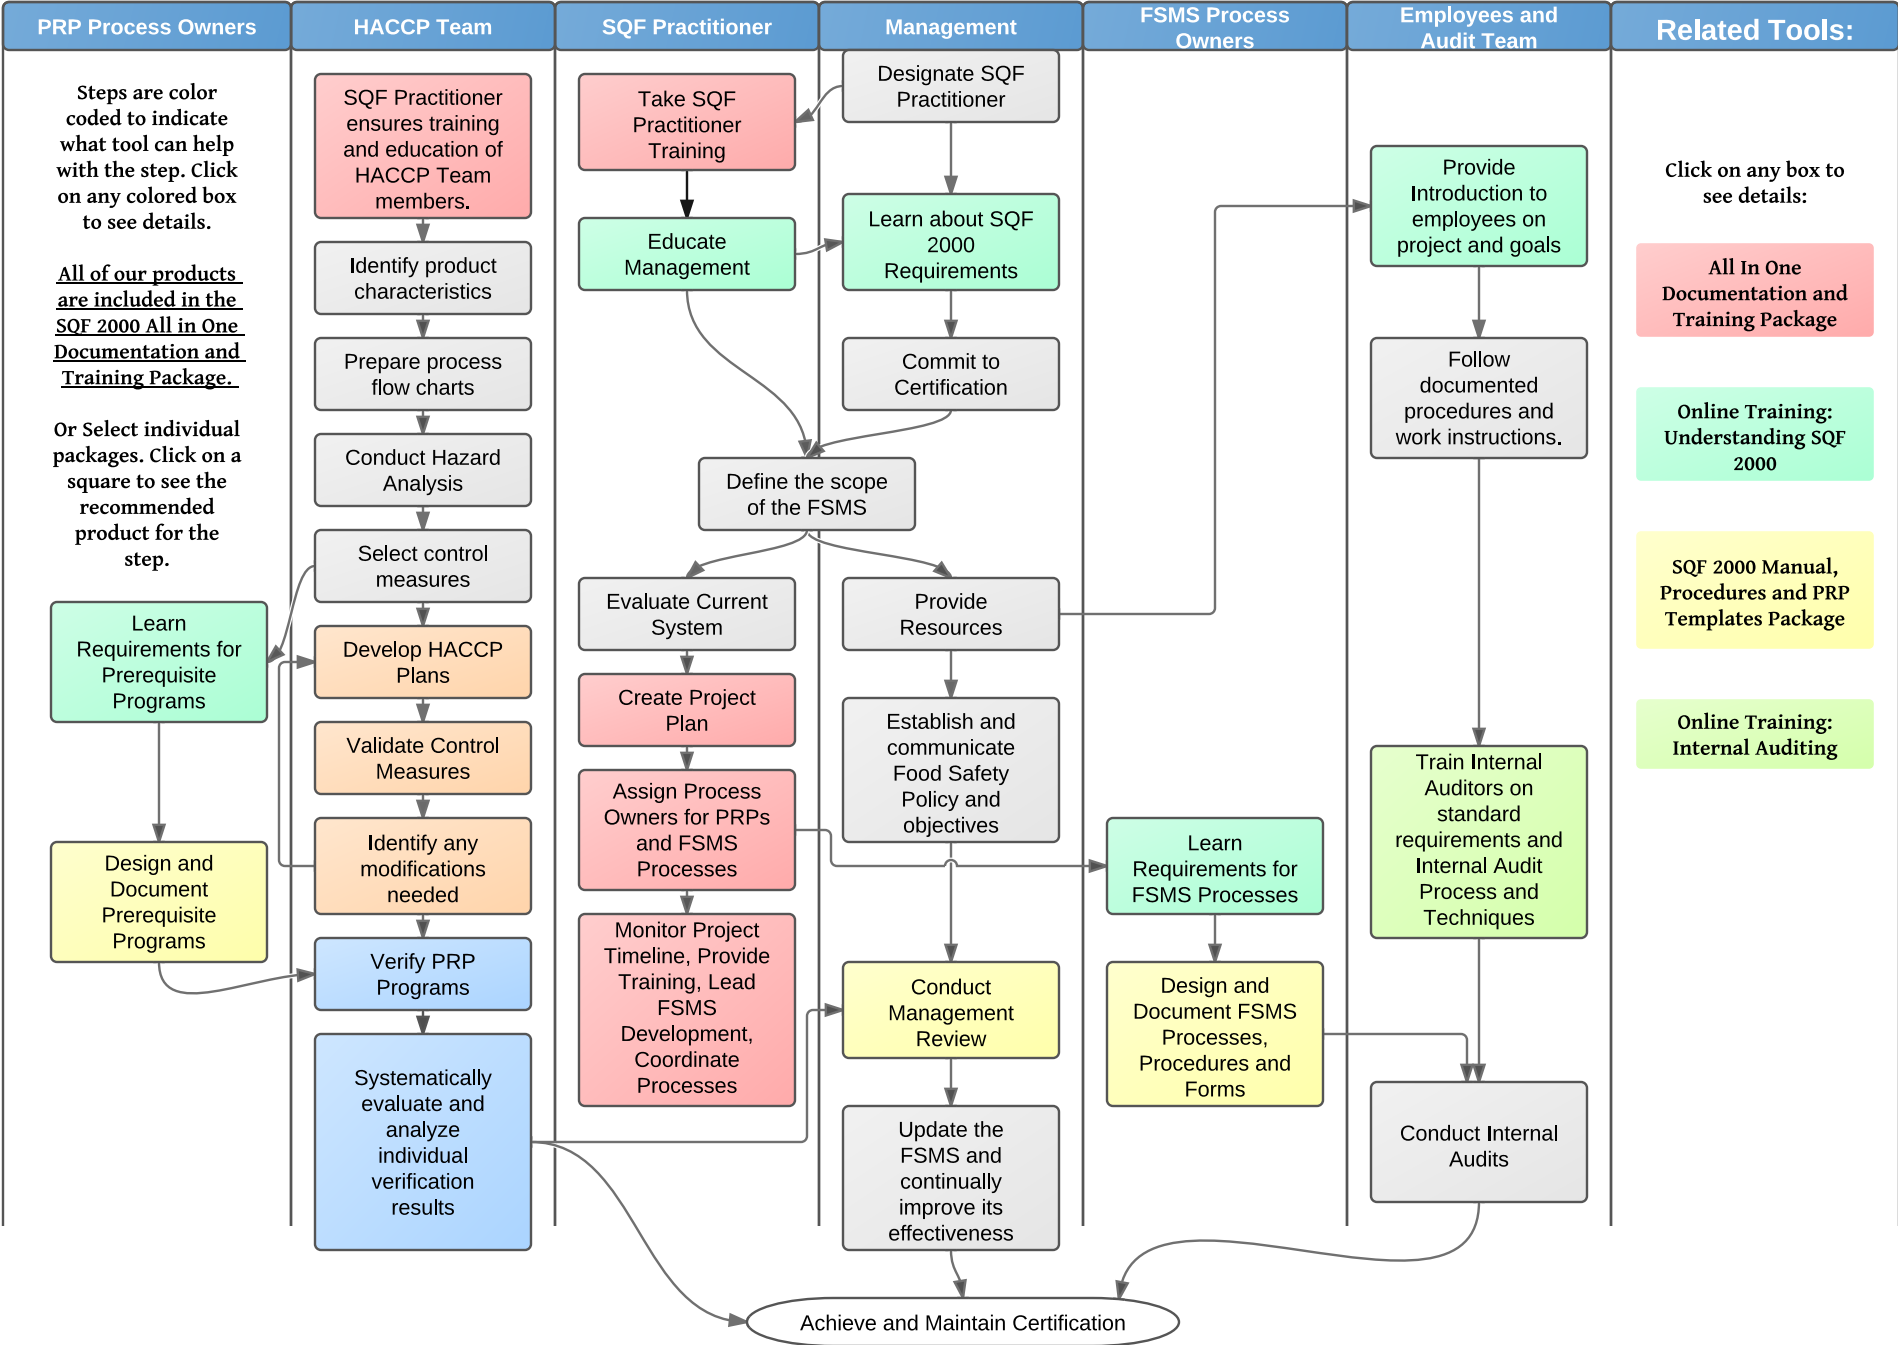 PRP Process Owners
HACCP Team
SQF Practitioner
Management
FSMS Process
Owners
Employees and
Audit Team
Related Tools:
Steps are color
coded to indicate
what tool can help
with the step. Click
on any colored box
to see details.
All of our products
are included in the
SQF 2000 All in One
Documentation and
Training Package.
Or Select individual
packages. Click on a
square to see the
recommended
product for the
step.
Learn
Requirements for
Prerequisite
Programs
Design and
Document
Prerequisite
Programs
SQF Practitioner
ensures training
and education of
HACCP Team
members.
Identify product
characteristics
Prepare process
flow charts
Conduct Hazard
Analysis
Select control
measures
Develop HACCP
Plans
Validate Control
Measures
Identify any
modifications
needed
Verify PRP
Programs
Systematically
evaluate and
analyze
individual
verification
results
Take SQF
Practitioner
Training
Educate
Management
Define the scope
of the FSMS
Evaluate Current
System
Create Project
Plan
Assign Process
Owners for PRPs
and FSMS
Processes
Monitor Project
Timeline, Provide
Training, Lead
FSMS
Development,
Coordinate
Processes
Designate SQF
Practitioner
Learn about SQF
2000
Requirements
Commit to
Certification
Provide
Resources
Establish and
communicate
Food Safety
Policy and
objectives
Conduct
Management
Review
Update the
FSMS and
continually
improve its
effectiveness
Learn
Requirements for
FSMS Processes
Design and
Document FSMS
Processes,
Procedures and
Forms
Provide
Introduction to
employees on
project and goals
Follow
documented
procedures and
work instructions.
Train Internal
Auditors on
standard
requirements and
Internal Audit
Process and
Techniques
Conduct Internal
Audits
Click on any box to
see details:
All In One
Documentation and
Training Package
Online Training:
Understanding SQF
2000
SQF 2000 Manual,
Procedures and PRP
Templates Package
Online Training:
Internal Auditing
Achieve and Maintain Certification